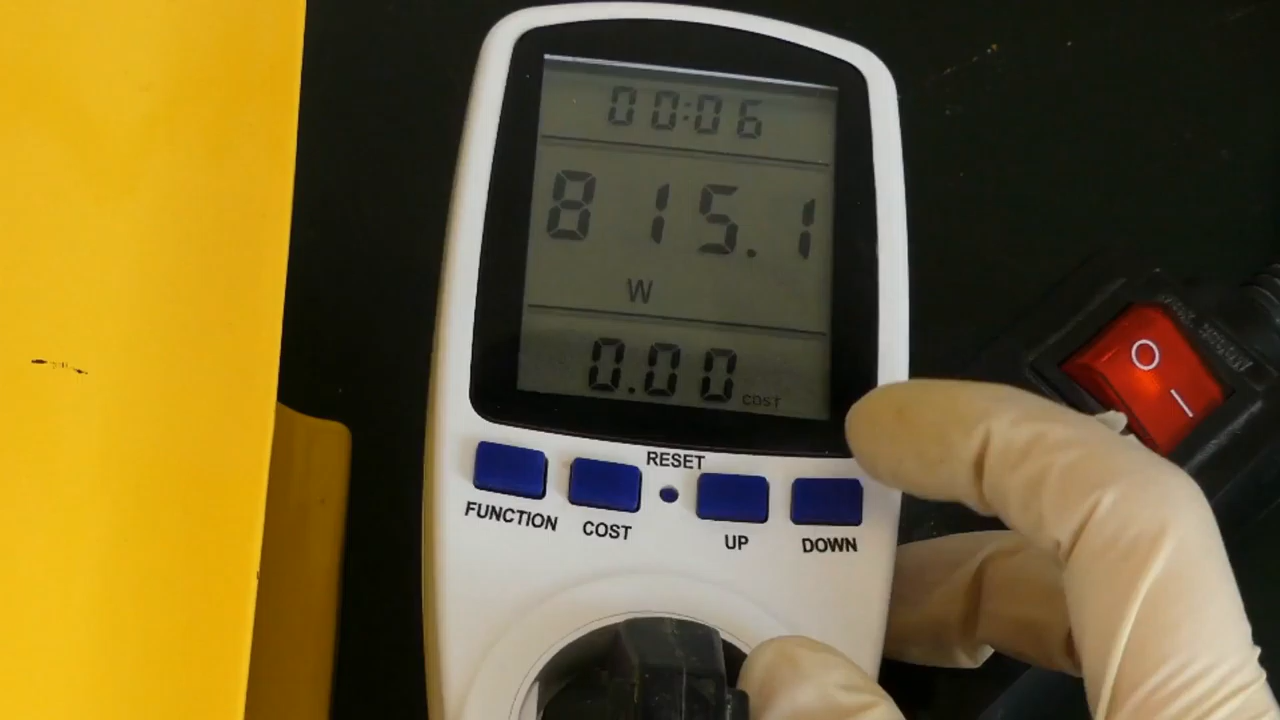 00:06
815.1
W
0.00 COST
RESET
FUNCTION COST UP DOWN
O I